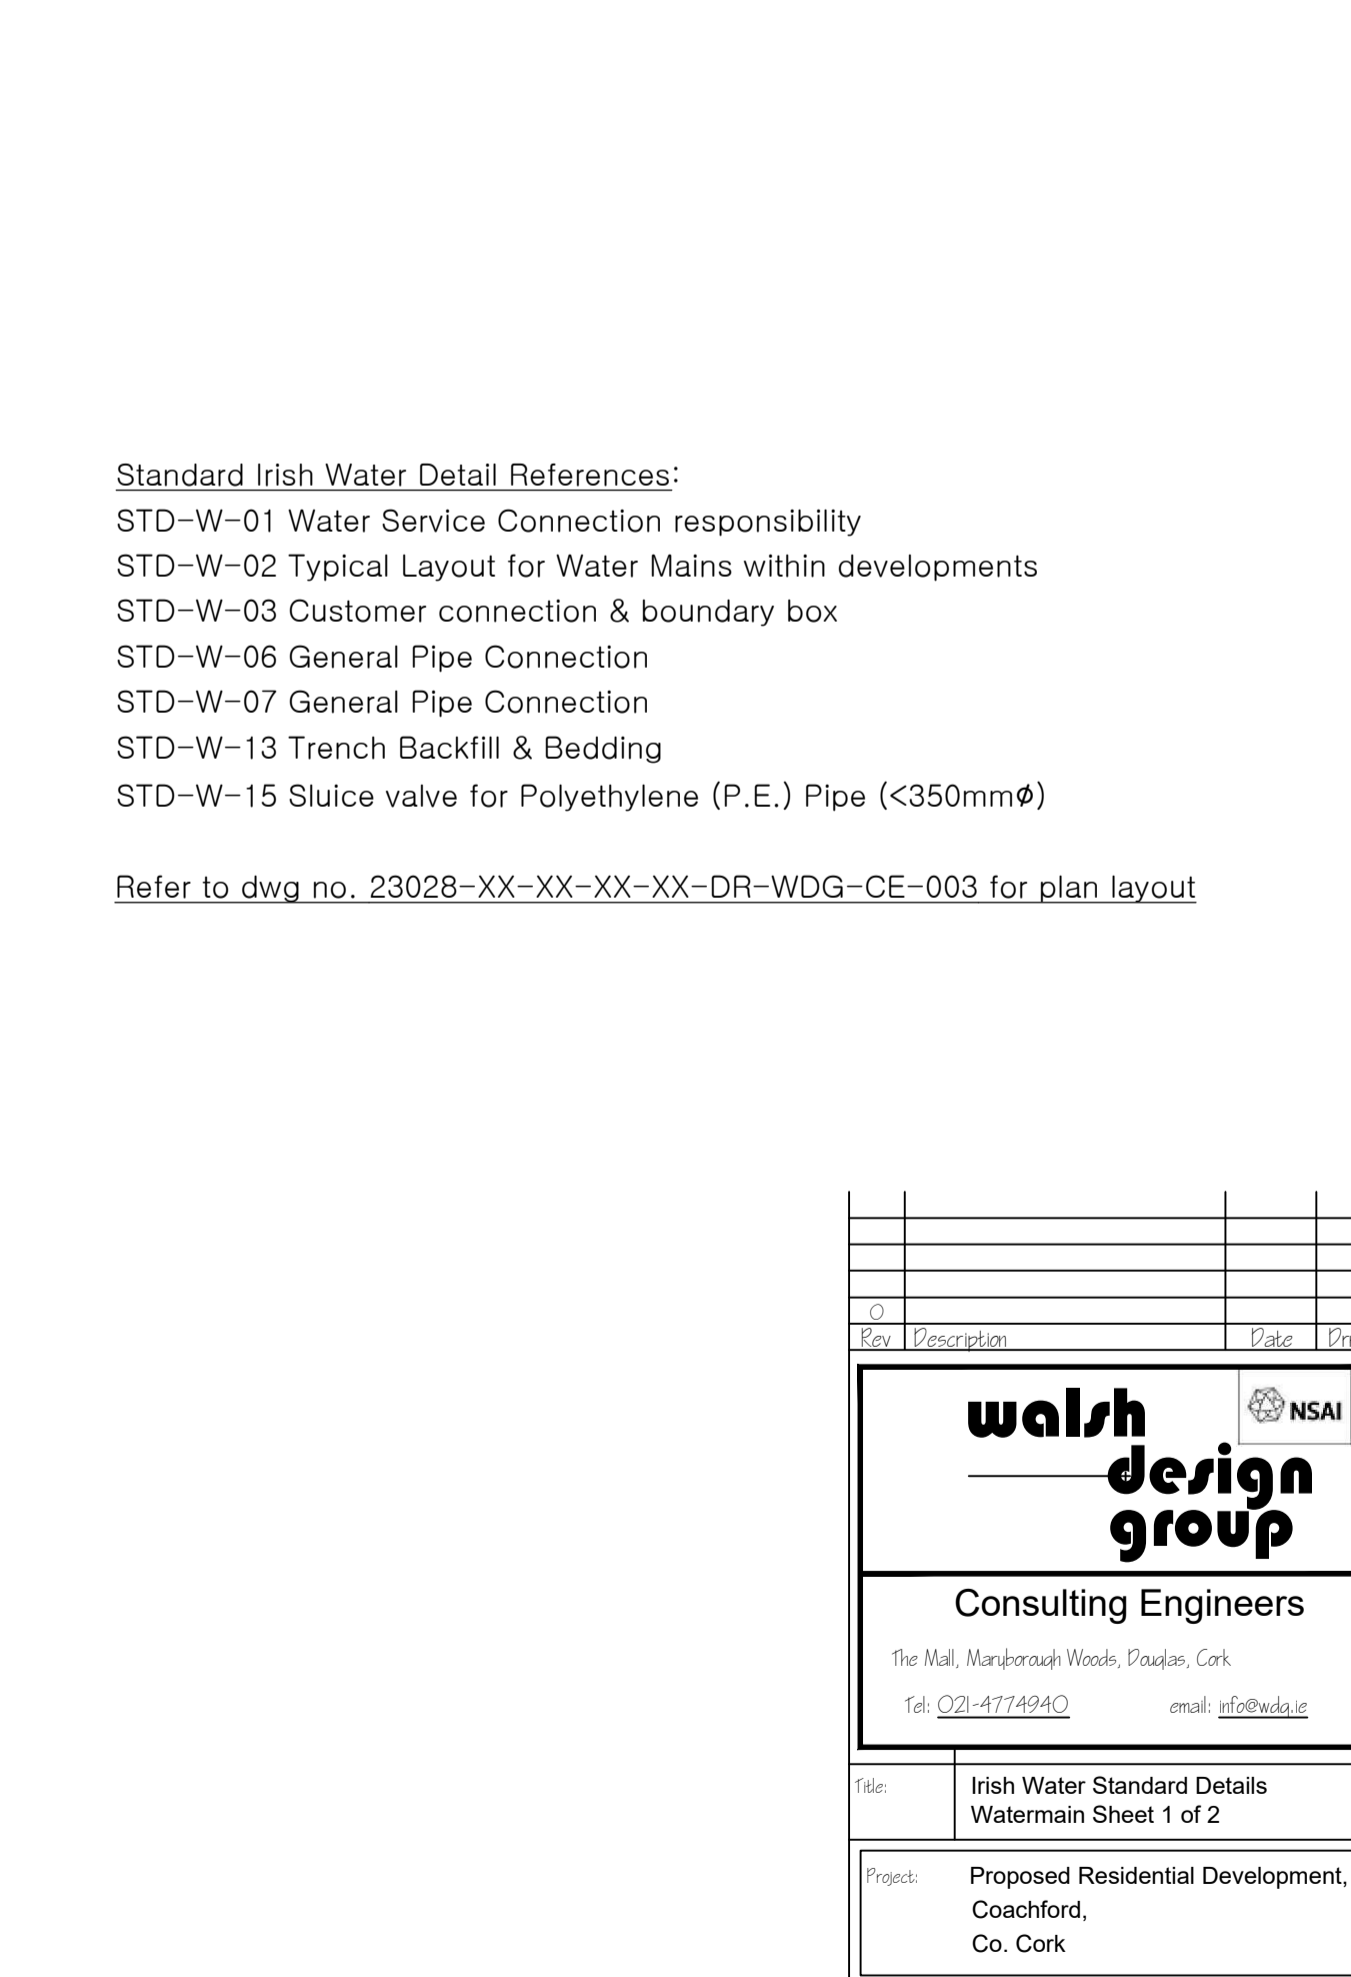 Standard Irish Water Detail References:
STD-W-01 Water Service Connection responsibility
STD-W-02 Typical Layout for Water Mains within developments
STD-W-03 Customer connection & boundary box
STD-W-06 General Pipe Connection
STD-W-07 General Pipe Connection
STD-W-13 Trench Backfill & Bedding
STD-W-15 Sluice valve for Polyethylene (P.E.) Pipe (<350mmø)
Refer to dwg no. 23028-XX-XX-XX-XX-DR-WDG-CE-003 for plan layout
0
Rev Description Date
walsh
NSAI
design
group
Consulting Engineers
The Mall, Maryborough Woods, Douglas, Cork
Tel: 021-4774940 email: info@wdg.ie
Title: Irish Water Standard Details
Watermain Sheet 1 of 2
Project: Proposed Residential Development,
Coachford,
Co. Cork